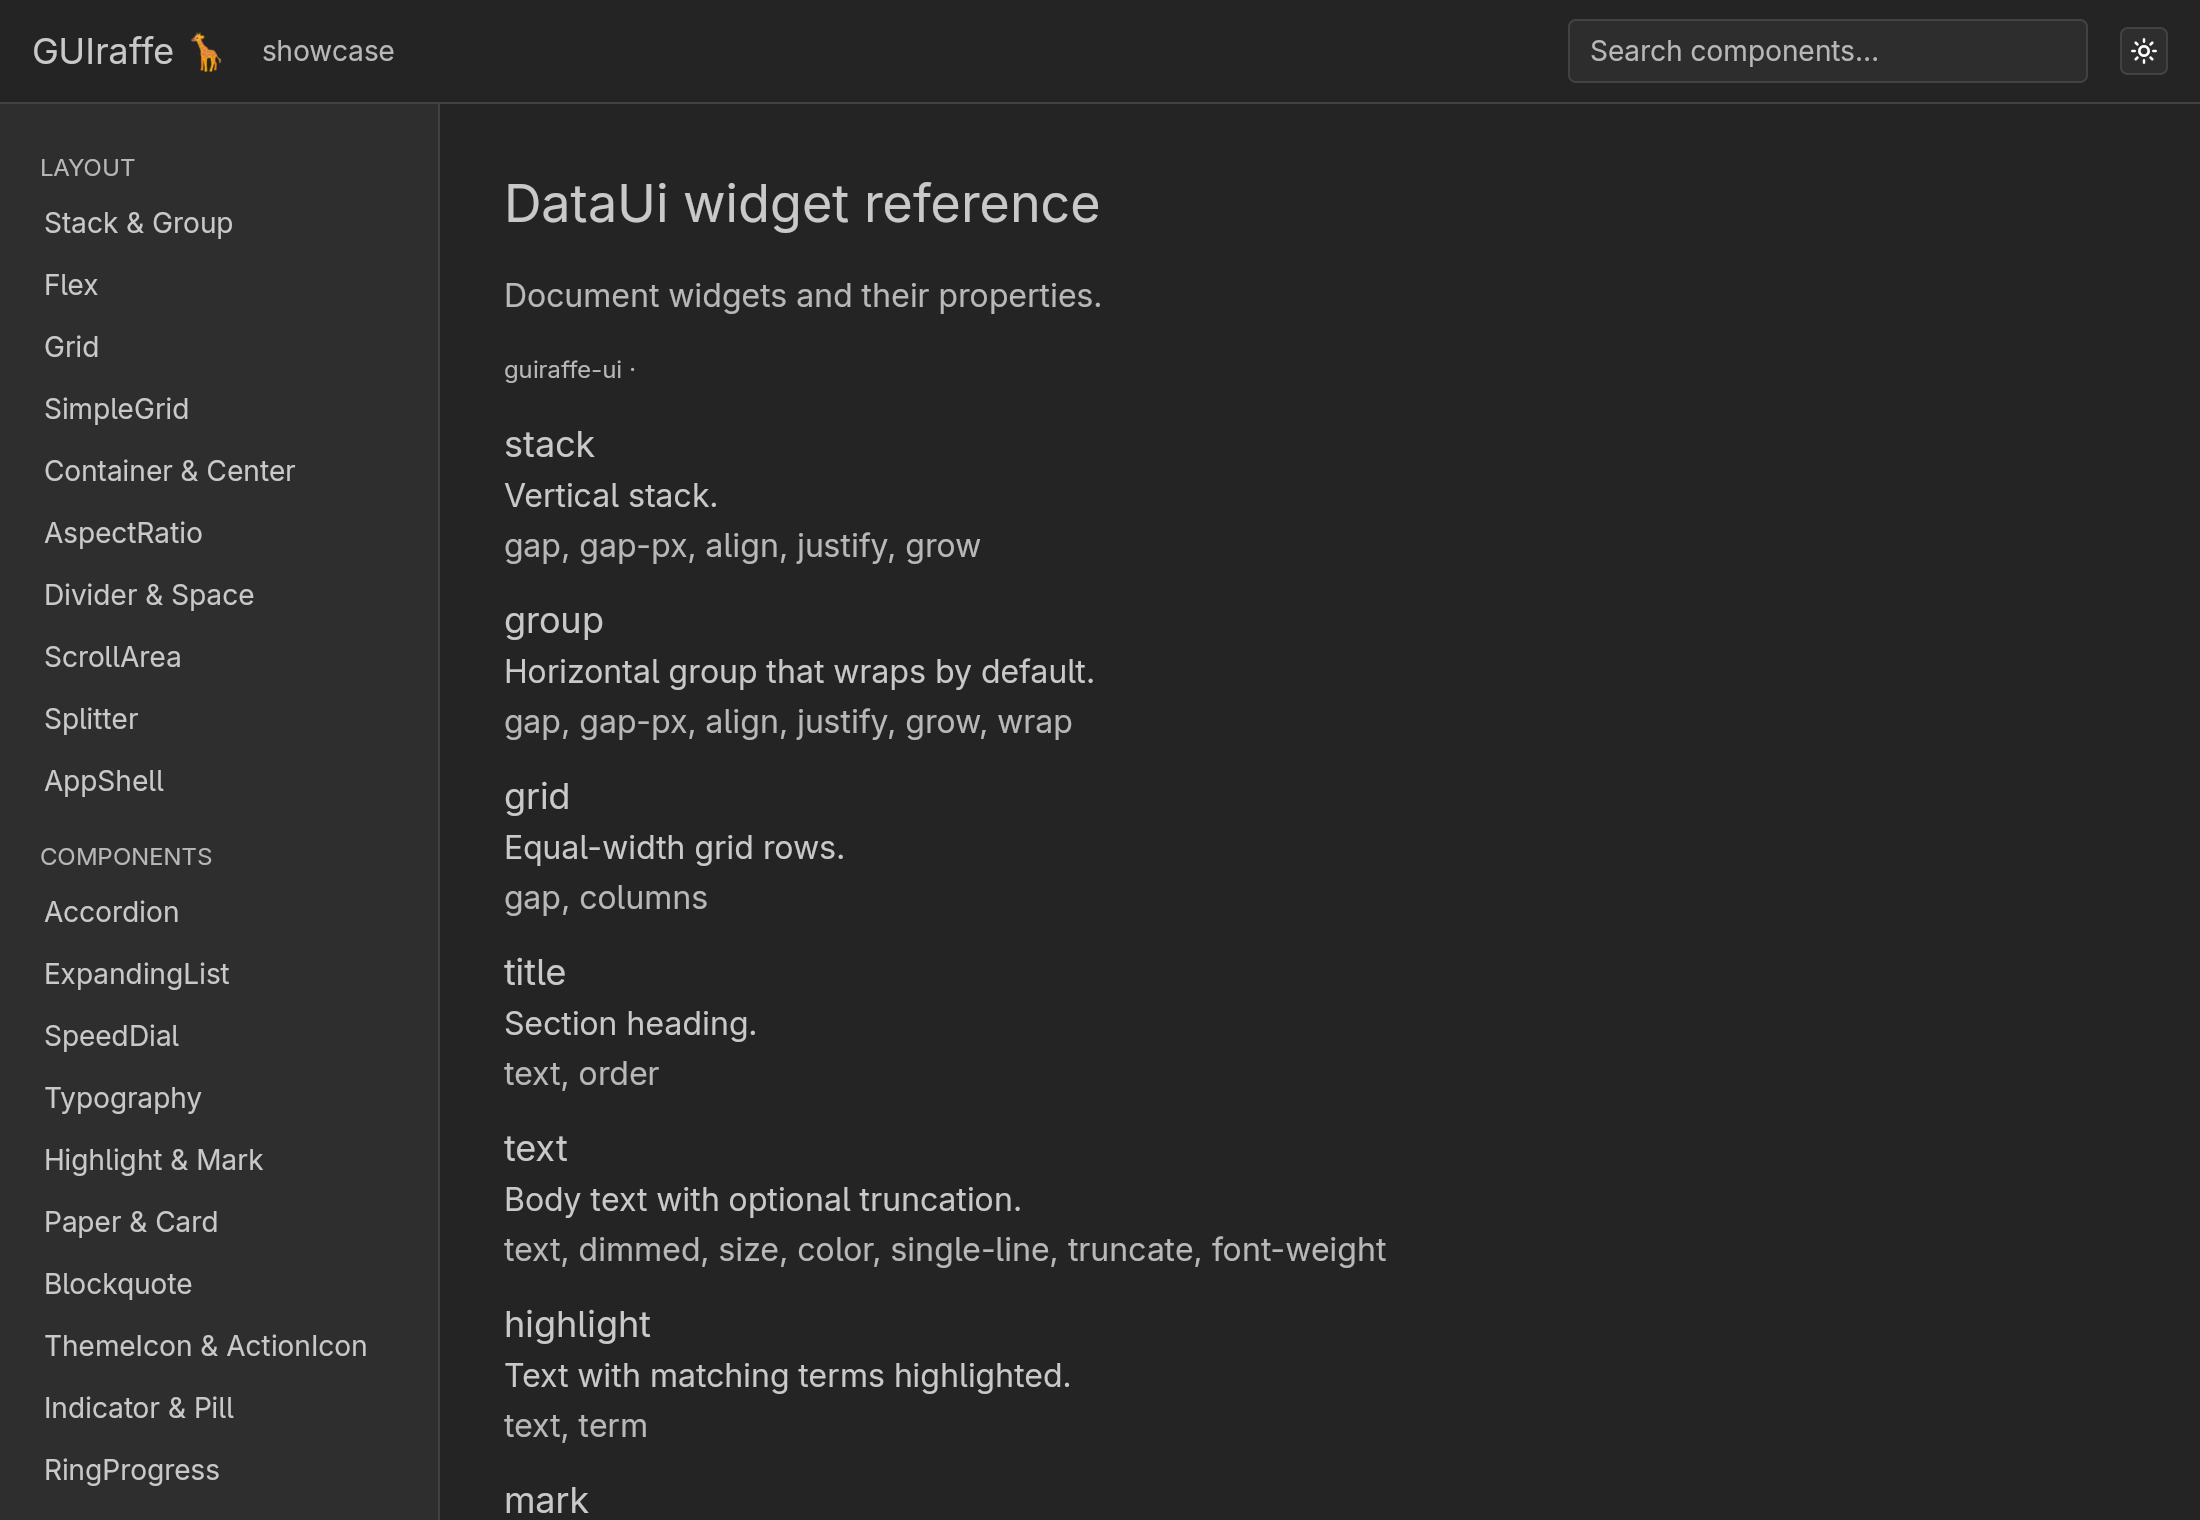 GUIraffe 🦒 showcase
Search components...
LAYOUT
Stack & Group
Flex
Grid
SimpleGrid
Container & Center
AspectRatio
Divider & Space
ScrollArea
Splitter
AppShell
COMPONENTS
Accordion
ExpandingList
SpeedDial
Typography
Highlight & Mark
Paper & Card
Blockquote
ThemeIcon & ActionIcon
Indicator & Pill
RingProgress
DataUi widget reference
Document widgets and their properties.
guiraffe-ui ·
stack
Vertical stack.
gap, gap-px, align, justify, grow
group
Horizontal group that wraps by default.
gap, gap-px, align, justify, grow, wrap
grid
Equal-width grid rows.
gap, columns
title
Section heading.
text, order
text
Body text with optional truncation.
text, dimmed, size, color, single-line, truncate, font-weight
highlight
Text with matching terms highlighted.
text, term
mark